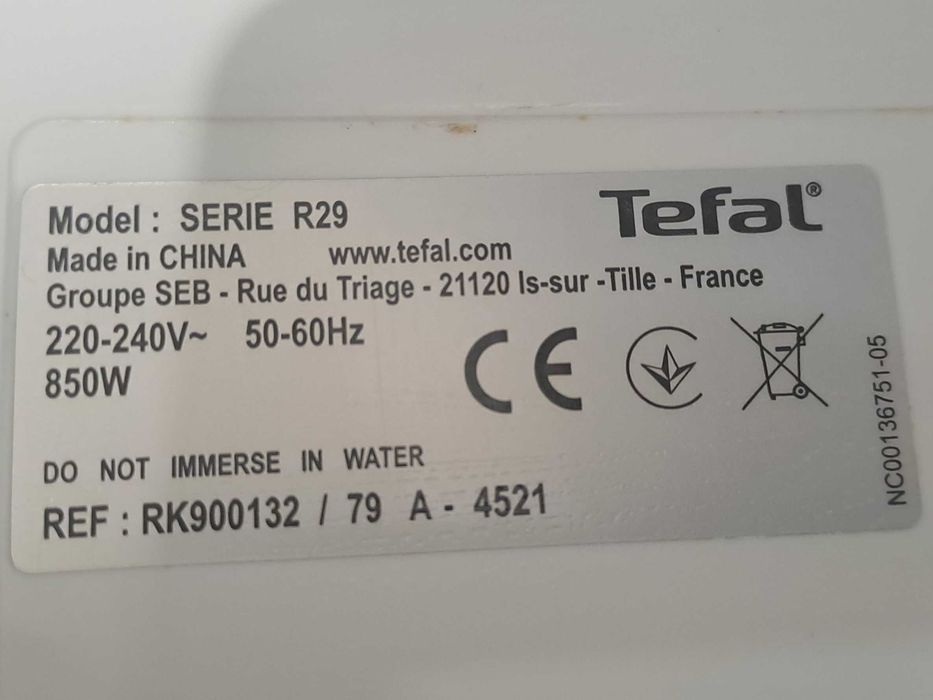 Model : SERIE R29
Tefal®
Made in CHINA www.tefal.com
Groupe SEB - Rue du Triage - 21120 Is-sur -Tille - France
220-240V~ 50-60Hz
850W
CE
DO NOT IMMERSE IN WATER
REF : RK900132 / 79 A - 4521
NC00136751-05